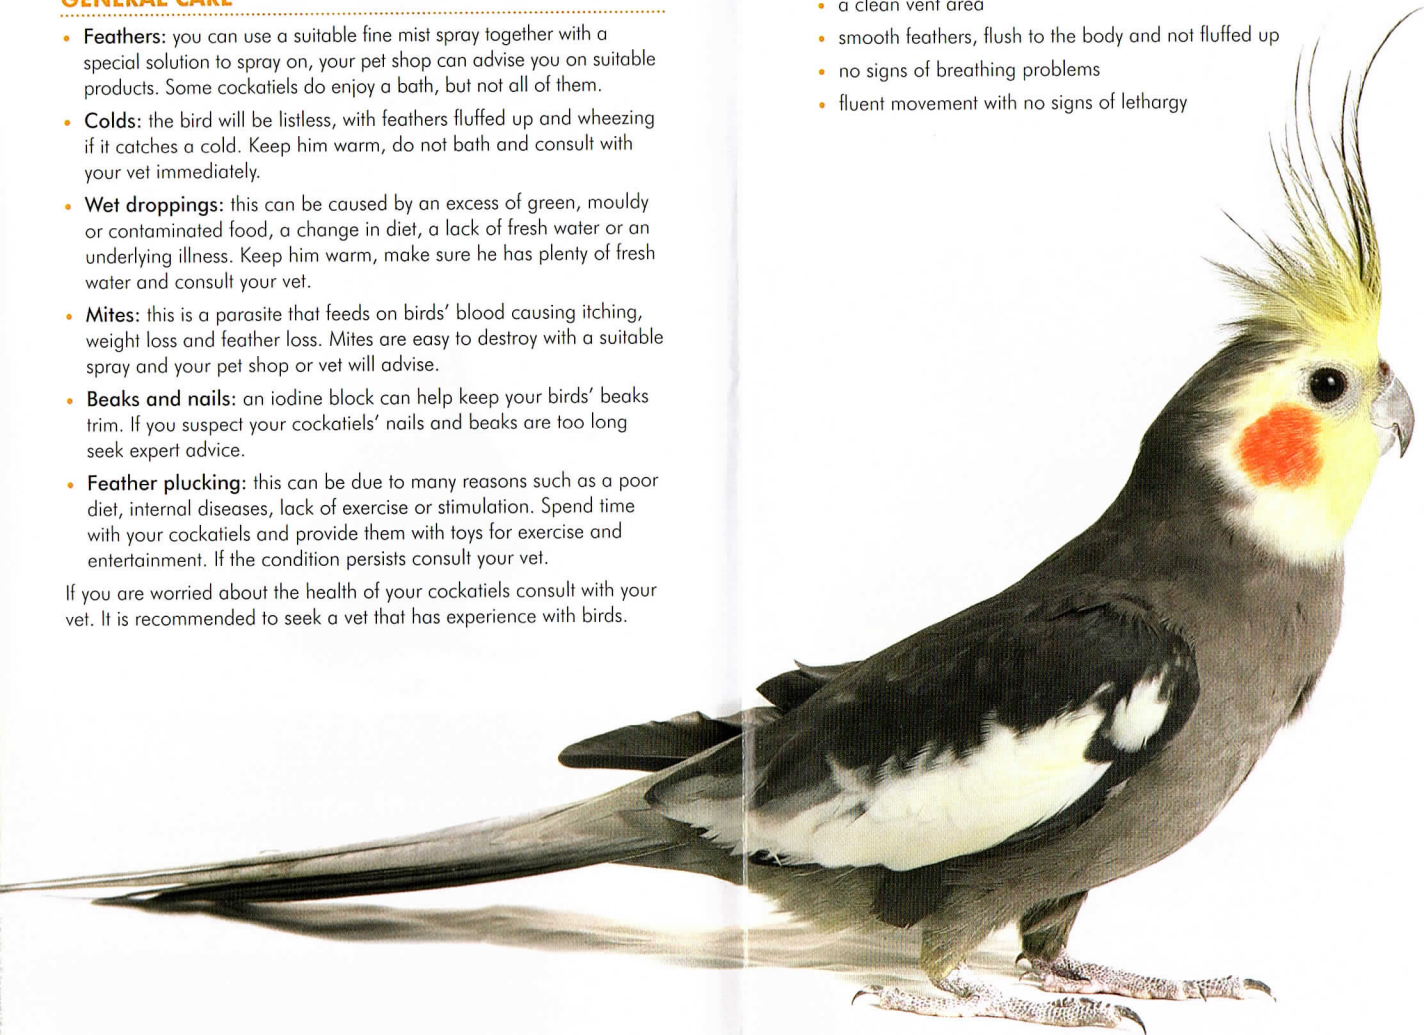 GENERAL CARE
• Feathers: you can use a suitable fine mist spray together with a
special solution to spray on, your pet shop can advise you on suitable
products. Some cockatiels do enjoy a bath, but not all of them.
• Colds: the bird will be listless, with feathers fluffed up and wheezing
if it catches a cold. Keep him warm, do not bath and consult with
your vet immediately.
• Wet droppings: this can be caused by an excess of green, mouldy
or contaminated food, a change in diet, a lack of fresh water or an
underlying illness. Keep him warm, make sure he has plenty of fresh
water and consult your vet.
• Mites: this is a parasite that feeds on birds' blood causing itching,
weight loss and feather loss. Mites are easy to destroy with a suitable
spray and your pet shop or vet will advise.
• Beaks and nails: an iodine block can help keep your birds' beaks
trim. If you suspect your cockatiels' nails and beaks are too long
seek expert advice.
• Feather plucking: this can be due to many reasons such as a poor
diet, internal diseases, lack of exercise or stimulation. Spend time
with your cockatiels and provide them with toys for exercise and
entertainment. If the condition persists consult your vet.
If you are worried about the health of your cockatiels consult with your
vet. It is recommended to seek a vet that has experience with birds.
• a clean vent area
• smooth feathers, flush to the body and not fluffed up
• no signs of breathing problems
• fluent movement with no signs of lethargy